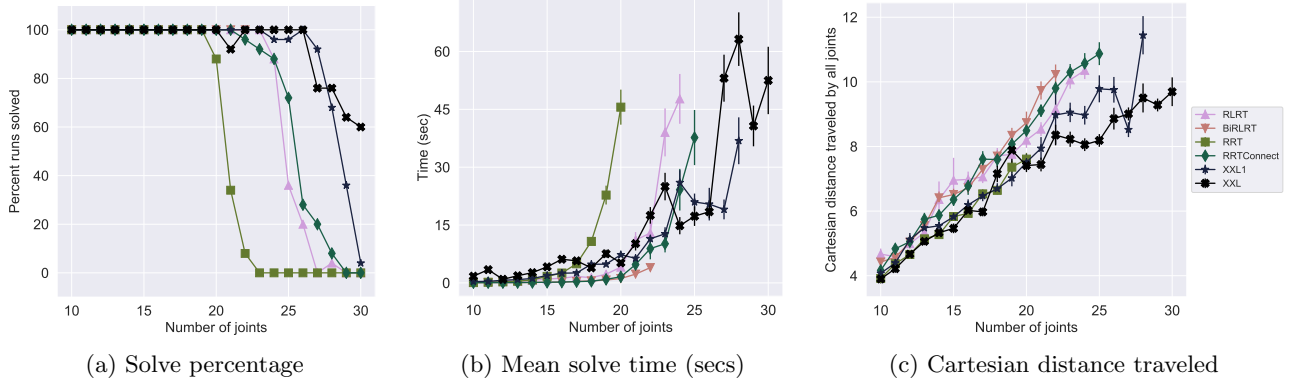 100
80
60
40
20
0
Percent runs solved
10 15 20 25 30
Number of joints
(a) Solve percentage
60
45
30
15
0
Time (sec)
10 15 20 25 30
Number of joints
(b) Mean solve time (secs)
12
10
8
6
4
Cartesian distance traveled by all joints
10 15 20 25 30
Number of joints
(c) Cartesian distance traveled
RLRT
BiRLRT
RRT
RRTConnect
XXL1
XXL